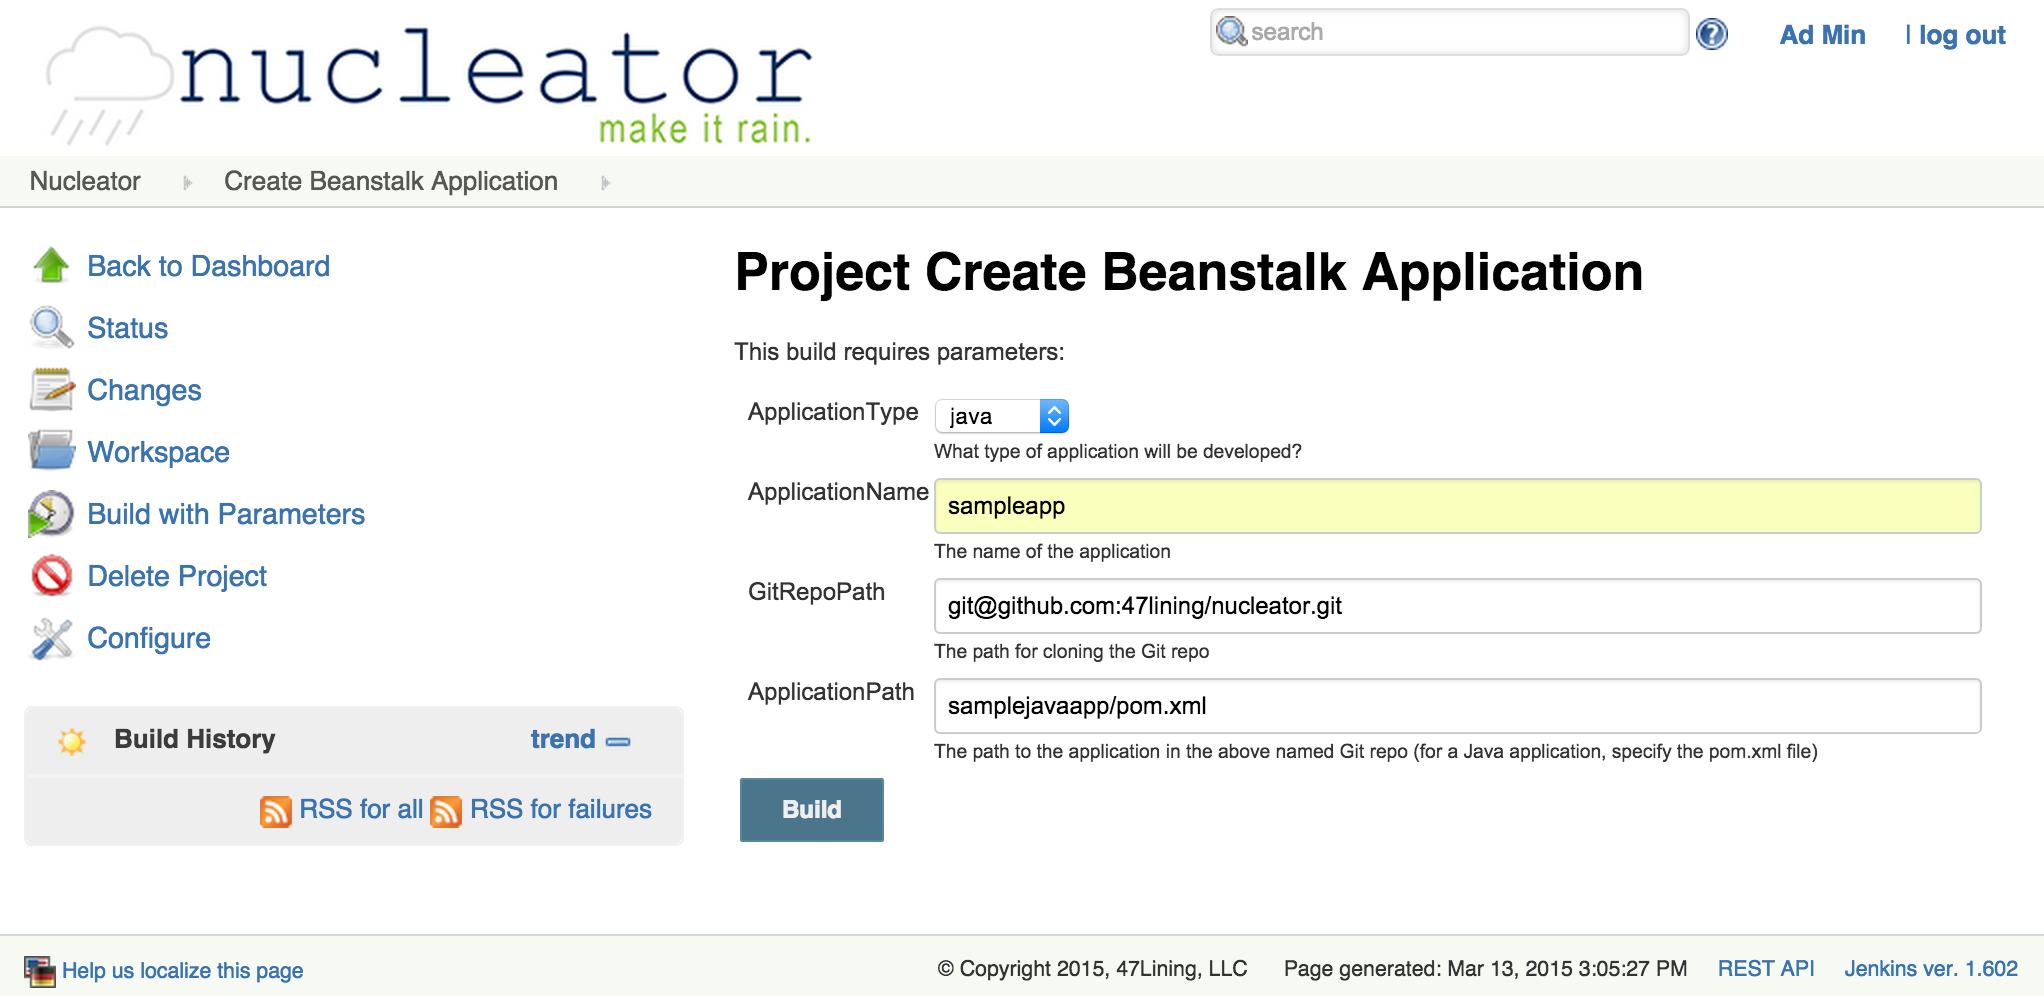 nucleator
make it rain.
search
Ad Min | log out
Nucleator Create Beanstalk Application
Back to Dashboard
Status
Changes
Workspace
Build with Parameters
Delete Project
Configure
Build History trend
RSS for all RSS for failures
Project Create Beanstalk Application
This build requires parameters:
ApplicationType java
What type of application will be developed?
ApplicationName sampleapp
The name of the application
GitRepoPath git@github.com:47lining/nucleator.git
The path for cloning the Git repo
ApplicationPath samplejavaapp/pom.xml
The path to the application in the above named Git repo (for a Java application, specify the pom.xml file)
Build
Help us localize this page
© Copyright 2015, 47Lining, LLC Page generated: Mar 13, 2015 3:05:27 PM REST API Jenkins ver. 1.602